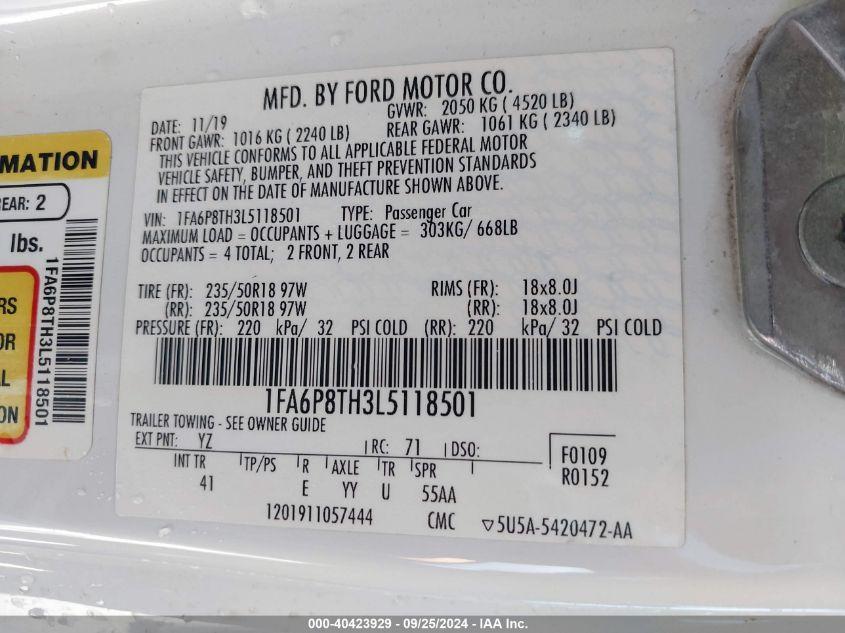 MFD. BY FORD MOTOR CO.
DATE: 11/19 GVWR: 2050 KG ( 4520 LB)
FRONT GAWR: 1016 KG ( 2240 LB) REAR GAWR: 1061 KG ( 2340 LB)
THIS VEHICLE CONFORMS TO ALL APPLICABLE FEDERAL MOTOR
VEHICLE SAFETY, BUMPER, AND THEFT PREVENTION STANDARDS
IN EFFECT ON THE DATE OF MANUFACTURE SHOWN ABOVE.
VIN: 1FA6P8TH3L5118501 TYPE: Passenger Car
MAXIMUM LOAD = OCCUPANTS + LUGGAGE = 303KG/ 668LB
OCCUPANTS = 4 TOTAL; 2 FRONT, 2 REAR
TIRE (FR): 235/50R18 97W RIMS (FR): 18x8.0J
(RR): 235/50R18 97W (RR): 18x8.0J
PRESSURE (FR): 220 kPa/ 32 PSI COLD (RR): 220 kPa/ 32 PSI COLD
1FA6P8TH3L5118501
TRAILER TOWING - SEE OWNER GUIDE
EXT PNT: YZ RC: 71 DSO: F0109
INT TR TP/PS R AXLE TR SPR R0152
41 E YY U 55AA
1201911057444 CMC ▽5U5A-5420472-AA
MATION
REAR: 2
lbs.
RS
OR
AL
1FA6P8TH3L5118501
000-40423929 - 09/25/2024 - IAA Inc.